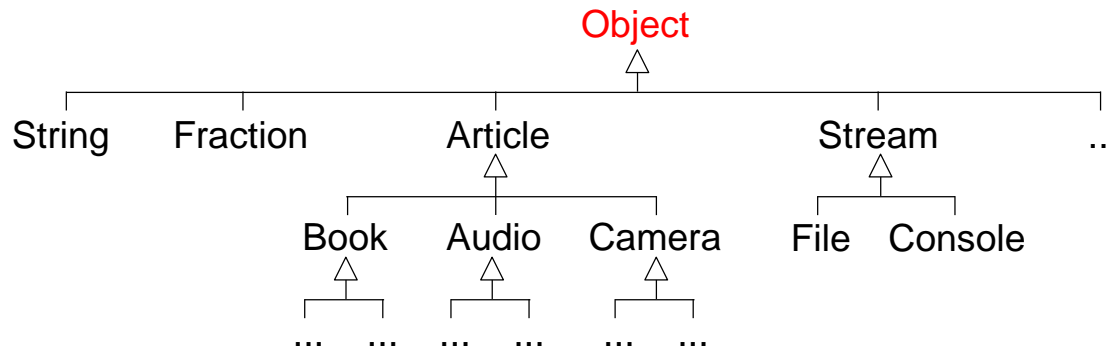 Object
String Fraction Article Stream ..
Book Audio Camera File Console
... ... ... ... ... ...